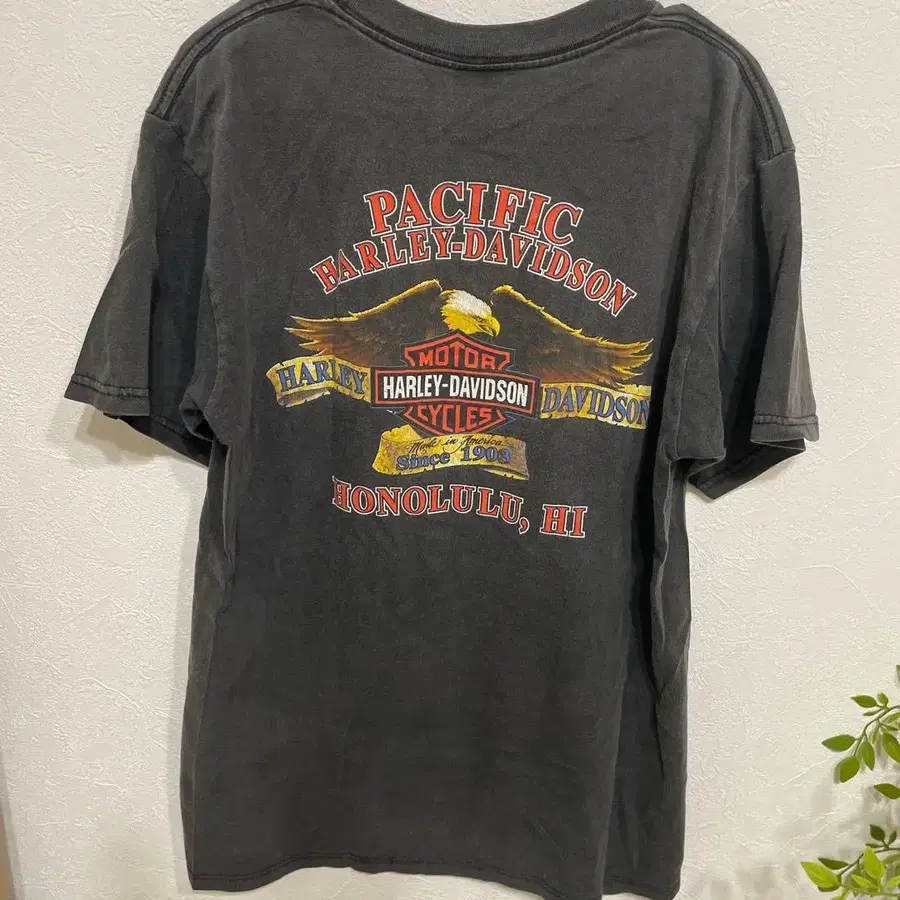 PACIFIC
HARLEY-DAVIDSON
MOTOR
HARLEY HARLEY-DAVIDSON DAVIDSON
CYCLES
Made in America
Since 1903
HONOLULU, HI